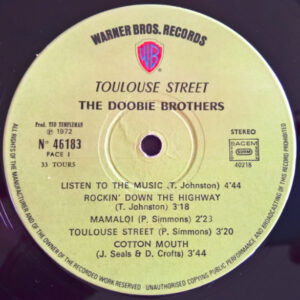 WARNER BROS. RECORDS
WB
TOULOUSE STREET
THE DOOBIE BROTHERS
Prod. TED TEMPLEMAN
℗ 1972
N° 46183
FACE 1
33 TOURS
STEREO
SACEM
40216
LISTEN TO THE MUSIC (T. Johnston) 4'44
ROCKIN' DOWN THE HIGHWAY
(T. Johnston) 3'18
MAMALOI (P. Simmons) 2'23
TOULOUSE STREET (P. Simmons) 3'20
COTTON MOUTH
(J. Seals & D. Crofts) 3'44
ALL RIGHTS OF THE MANUFACTURER AND OF THE OWNER OF THE RECORDED WORK RESERVED · UNAUTHORISED COPYING PUBLIC PERFORMANCE AND BROADCASTING OF THIS RECORD PROHIBITED